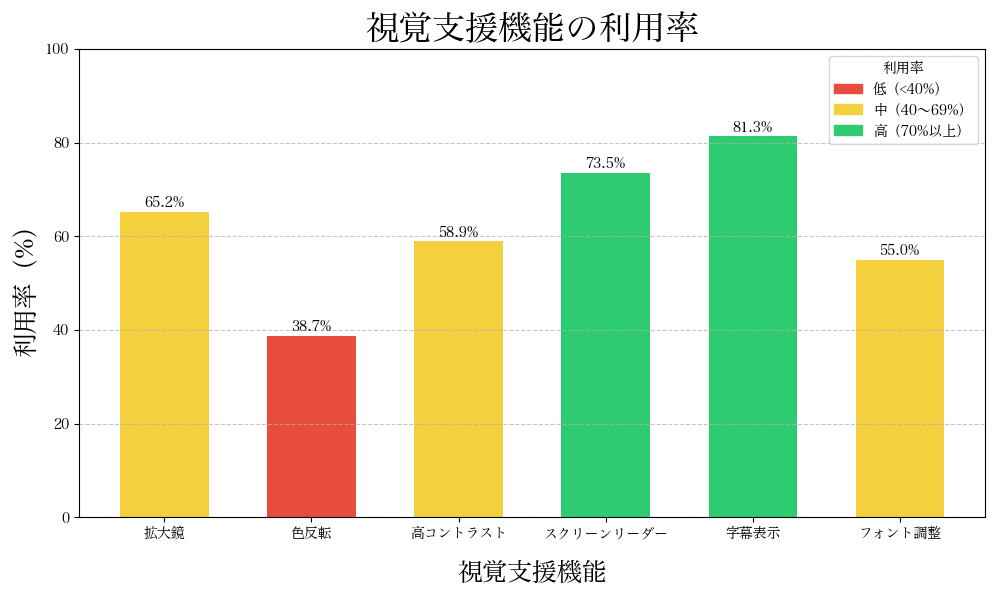 視覚支援機能の利用率
利用率（%）
100
80
60
40
20
0
65.2%
38.7%
58.9%
73.5%
81.3%
55.0%
利用率
低（<40%）
中（40～69%）
高（70%以上）
拡大鏡
色反転
高コントラスト
スクリーンリーダー
字幕表示
フォント調整
視覚支援機能